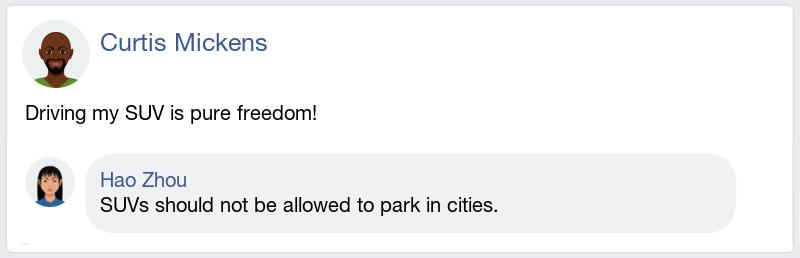 Curtis Mickens
Driving my SUV is pure freedom!
Hao Zhou
SUVs should not be allowed to park in cities.